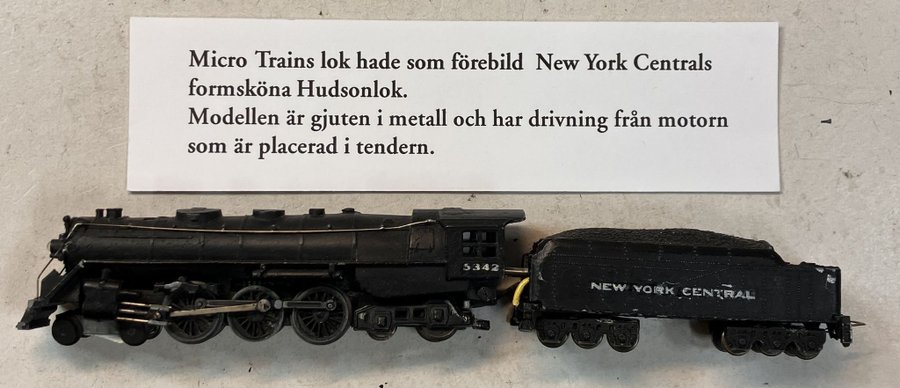 Micro Trains lok hade som förebild New York Centrals
formsköna Hudsonlok.
Modellen är gjuten i metall och har drivning från motorn
som är placerad i tendern.
5342
NEW YORK CENTRAL